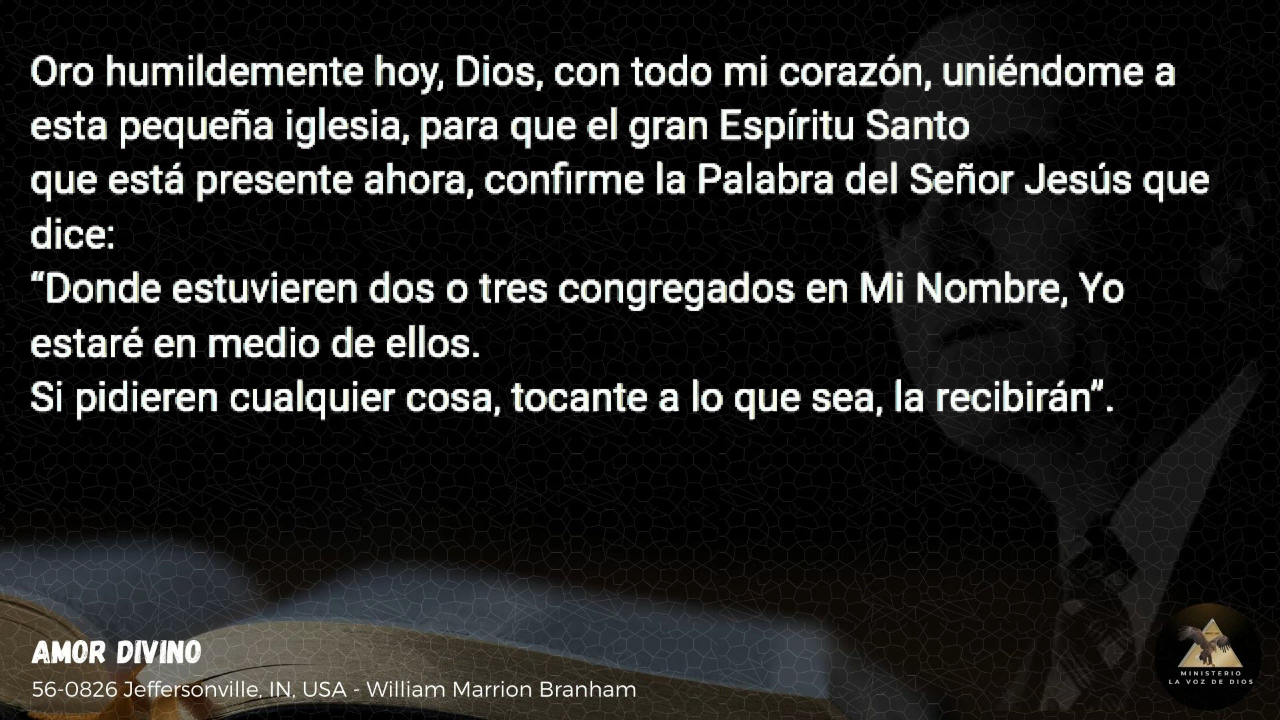 Oro humildemente hoy, Dios, con todo mi corazón, uniéndome a
esta pequeña iglesia, para que el gran Espíritu Santo
que está presente ahora, confirme la Palabra del Señor Jesús que
dice:
“Donde estuvieren dos o tres congregados en Mi Nombre, Yo
estaré en medio de ellos.
Si pidieren cualquier cosa, tocante a lo que sea, la recibirán”.
AMOR DIVINO
56-0826 Jeffersonville, IN, USA - William Marrion Branham
MINISTERIO
LA VOZ DE DIOS